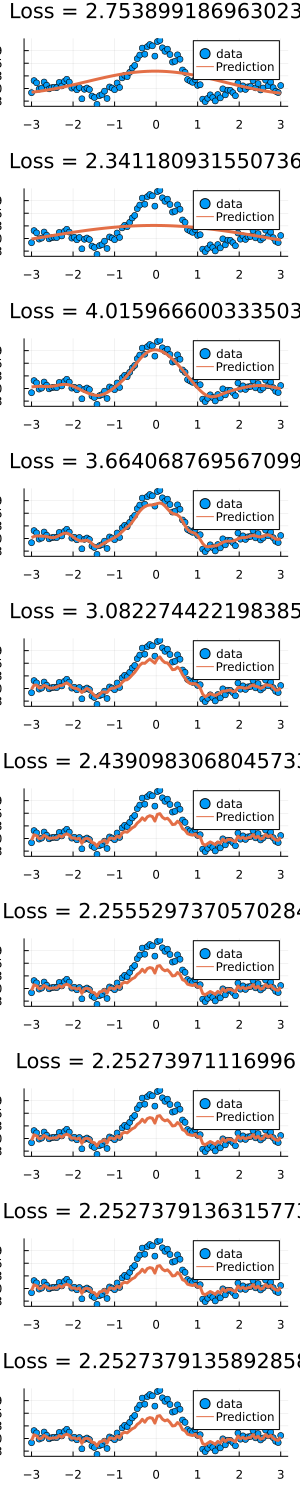 Loss = 2.753899186963023
data
Prediction
−3 −2 −1 0 1 2 3
Loss = 2.341180931550736
data
Prediction
−3 −2 −1 0 1 2 3
Loss = 4.015966600333503
data
Prediction
−3 −2 −1 0 1 2 3
Loss = 3.664068769567099
data
Prediction
−3 −2 −1 0 1 2 3
Loss = 3.082274422198385
data
Prediction
−3 −2 −1 0 1 2 3
Loss = 2.4390983068045733
data
Prediction
−3 −2 −1 0 1 2 3
Loss = 2.2555297370570284
data
Prediction
−3 −2 −1 0 1 2 3
Loss = 2.25273971116996
data
Prediction
−3 −2 −1 0 1 2 3
Loss = 2.2527379136315773
data
Prediction
−3 −2 −1 0 1 2 3
Loss = 2.2527379135892858
data
Prediction
−3 −2 −1 0 1 2 3